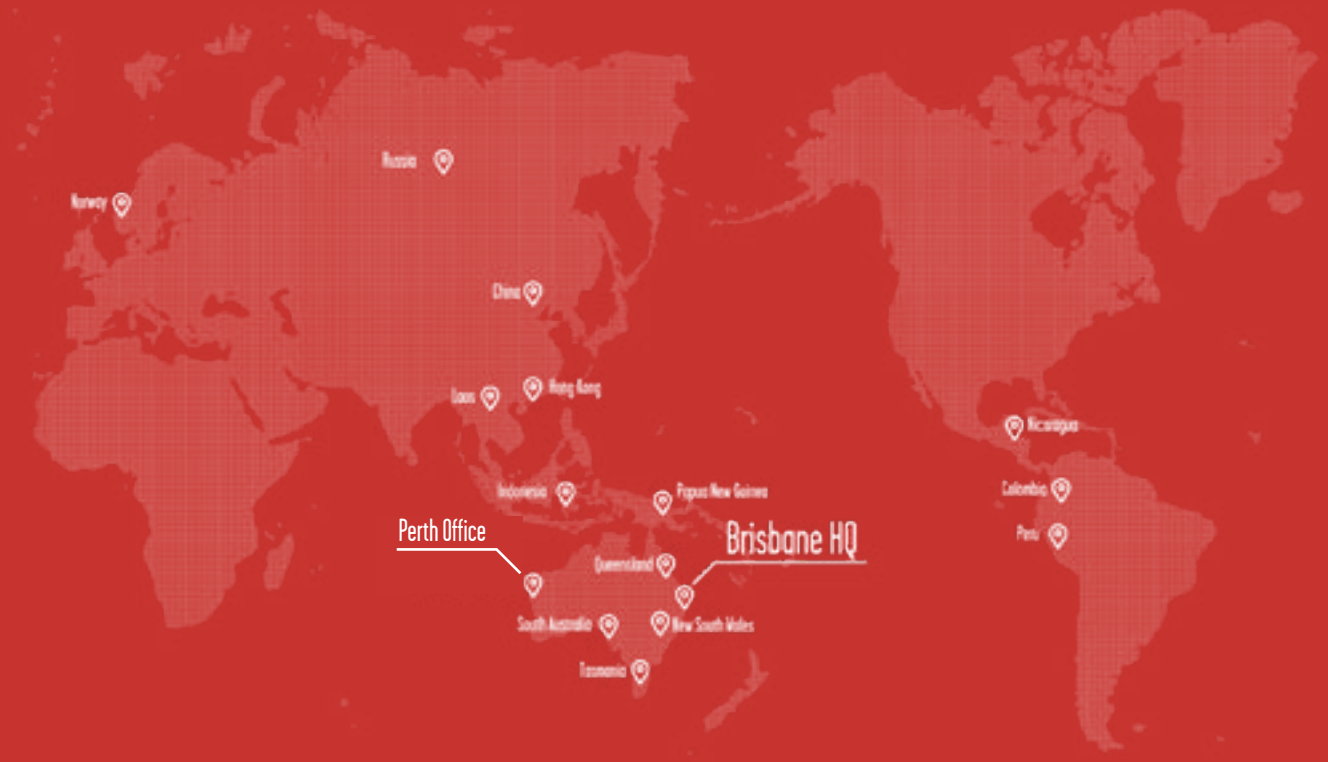 Russia
Norway
China
Hong Kong
Laos
Nicaragua
Indonesia
Papua New Guinea
Colombia
Perth Office
Brisbane HQ
Peru
Queensland
South Australia
New South Wales
Tasmania